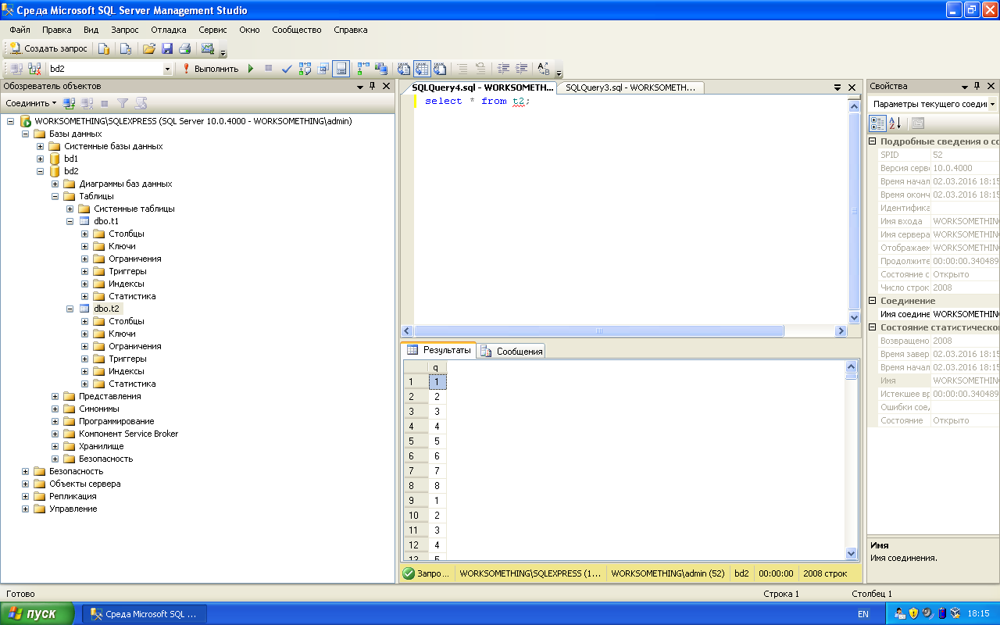 Среда Microsoft SQL Server Management Studio
Файл Правка Вид Запрос Отладка Сервис Окно Сообщество Справка
Создать запрос
bd2 Выполнить
Обозреватель объектов
Соединить
WORKSOMETHING\SQLEXPRESS (SQL Server 10.0.4000 - WORKSOMETHING\admin)
Базы данных
Системные базы данных
bd1
bd2
Диаграммы баз данных
Таблицы
Системные таблицы
dbo.t1
Столбцы
Ключи
Ограничения
Триггеры
Индексы
Статистика
dbo.t2
Столбцы
Ключи
Ограничения
Триггеры
Индексы
Статистика
Представления
Синонимы
Программирование
Компонент Service Broker
Хранилище
Безопасность
Безопасность
Объекты сервера
Репликация
Управление
SQLQuery4.sql - WORKSOMETH... SQLQuery3.sql - WORKSOMETH...
select * from t2;
Результаты Сообщения
q
1 1
2 2
3 3
4 4
5 5
6 6
7 7
8 8
9 1
10 2
11 3
12 4
13 5
Запро... WORKSOMETHING\SQLEXPRESS (1... WORKSOMETHING\admin (52) bd2 00:00:00 2008 строк
Свойства
Параметры текущего соеди
Подробные сведения о со
SPID 52
Версия серве 10.0.4000
Время начал 02.03.2016 18:15
Время оконч 02.03.2016 18:15
Идентифика
Имя входа WORKSOMETHING
Имя сервера WORKSOMETHING
Отображаем WORKSOMETHING
Продолжите 00:00:00.340489
Состояние с Открыто
Число строк 2008
Соединение
Имя соедине WORKSOMETHING
Состояние статистическо
Возвращено 2008
Время завер 02.03.2016 18:15
Время начал 02.03.2016 18:15
Имя WORKSOMETHING
Истекшее вр 00:00:00.340489
Ошибки сое,
Состояние Открыто
Имя
Имя соединения.
Готово Строка 1 Столбец 1
пуск Среда Microsoft SQL ... EN 18:15